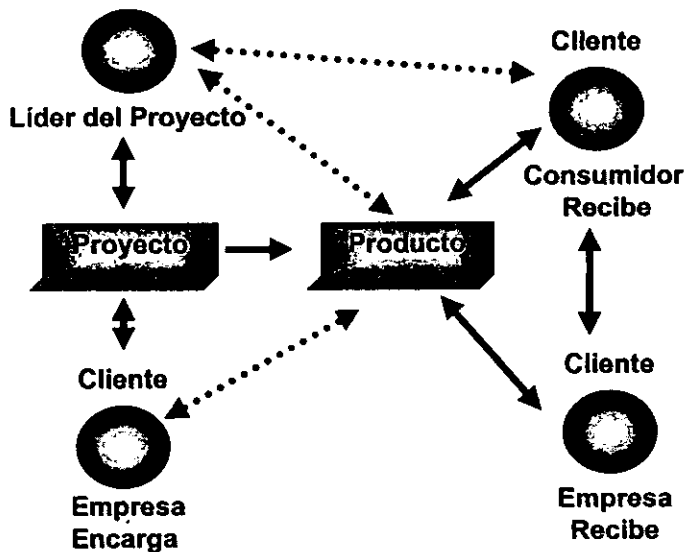 Líder del Proyecto
Cliente
Consumidor
Recibe
Proyecto
Producto
Cliente
Empresa
Encarga
Cliente
Empresa
Recibe